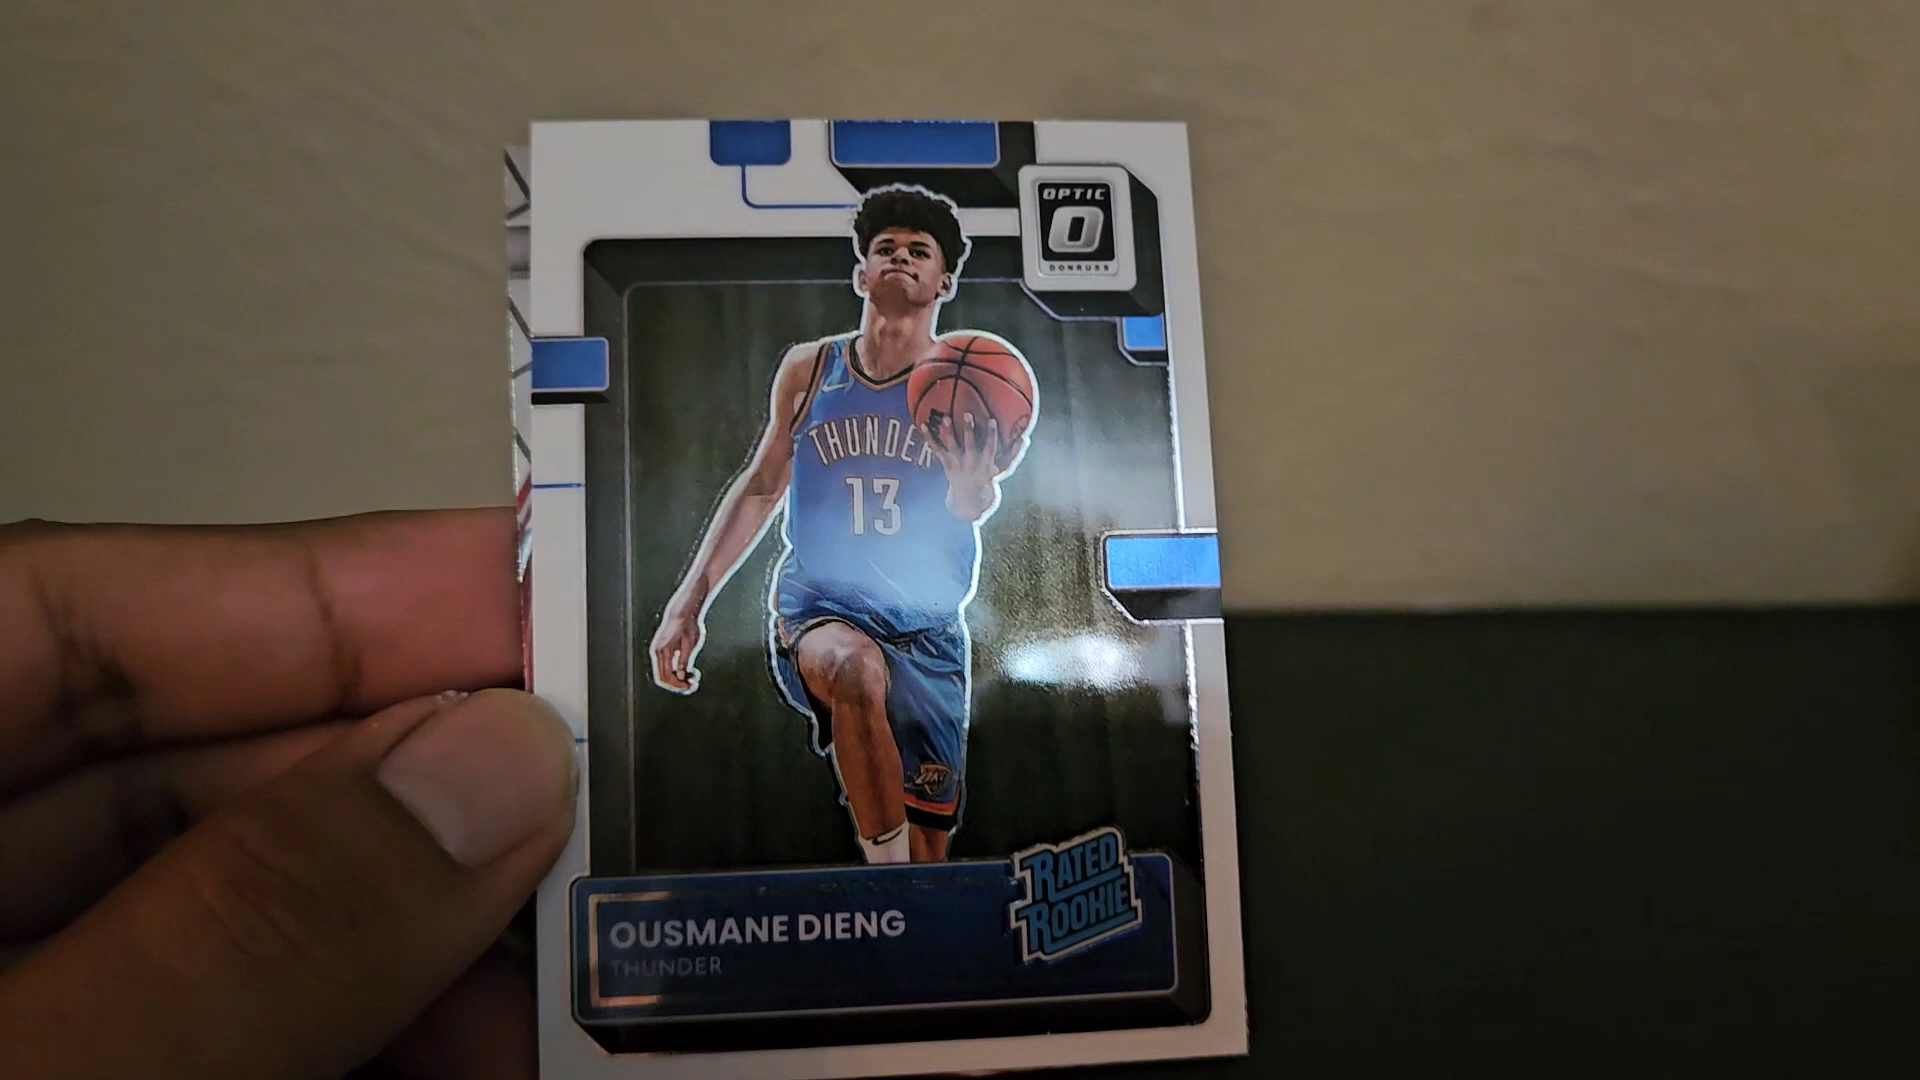 OPTIC
O
DONRUSS
THUNDER
13
RATED
ROOKIE
OUSMANE DIENG
THUNDER